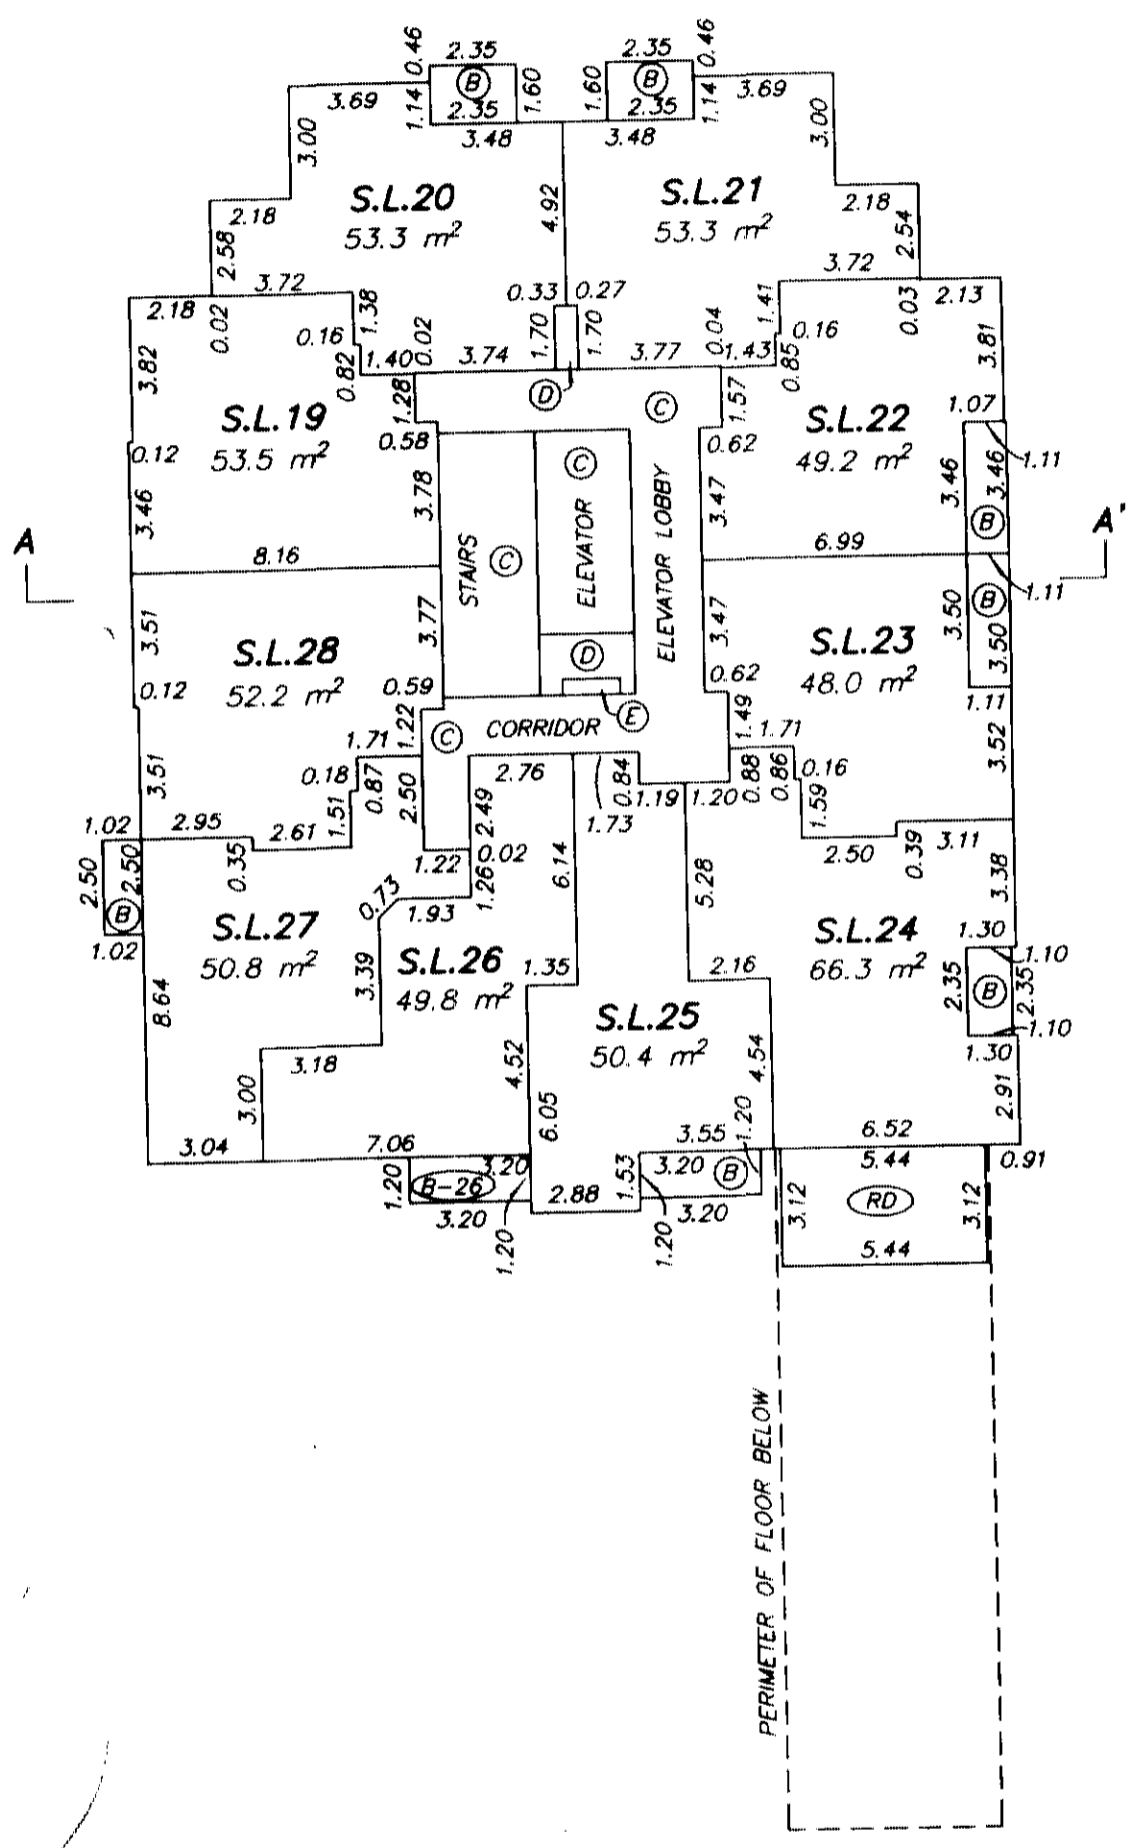 0.46 2.35 2.35 0.46
B B
3.69 1.14 2.35 1.60 1.60 2.35 1.14 3.69
3.00 3.48 3.48 3.00
S.L.20 S.L.21
53.3 m² 4.92 53.3 m²
2.18 2.18
2.58 2.54
3.72 3.72
2.18 0.02 1.38 0.33 0.27 1.41 0.03 2.13
0.16 0.02 1.70 1.70 0.04 0.16
3.82 0.82 1.40 3.74 3.77 1.43 0.85 3.81
1.28 D C 1.57 1.07
S.L.19 S.L.22
0.12 53.5 m² 0.58 0.62 49.2 m² 1.11
3.46 3.78 C 3.47 3.46 3.46
B
A A'
8.16 STAIRS C ELEVATOR ELEVATOR LOBBY 6.99
1.11
3.51 3.77 3.47 3.50 B 3.50
S.L.28 D S.L.23
0.12 52.2 m² 0.59 0.62 48.0 m² 1.11
E
1.71 1.22 C CORRIDOR 1.49 1.71 3.52
3.51 0.18 0.87 2.50 2.76 0.84 0.88 0.86 0.16
1.51 2.49 1.73 1.19 1.20 1.59
1.02 2.95 2.61 2.50 3.11
2.50 2.50 0.35 1.22 0.02 6.14 0.39 3.38
B 0.73 1.93 1.26 5.28
S.L.27 S.L.24 1.30
1.02 50.8 m² S.L.26 1.35 2.16 66.3 m² 1.10
3.39 49.8 m² 2.35 B 2.35
8.64 S.L.25 1.10
3.18 50.4 m² 1.30
3.00 4.52 4.54 2.91
6.05 1.20
3.04 7.06 3.55 6.52
3.20 3.20 5.44 0.91
1.20 B-26 1.53 B
2.88 3.12 RD 3.12
3.20 1.20 1.20 3.20
5.44
PERIMETER OF FLOOR BELOW